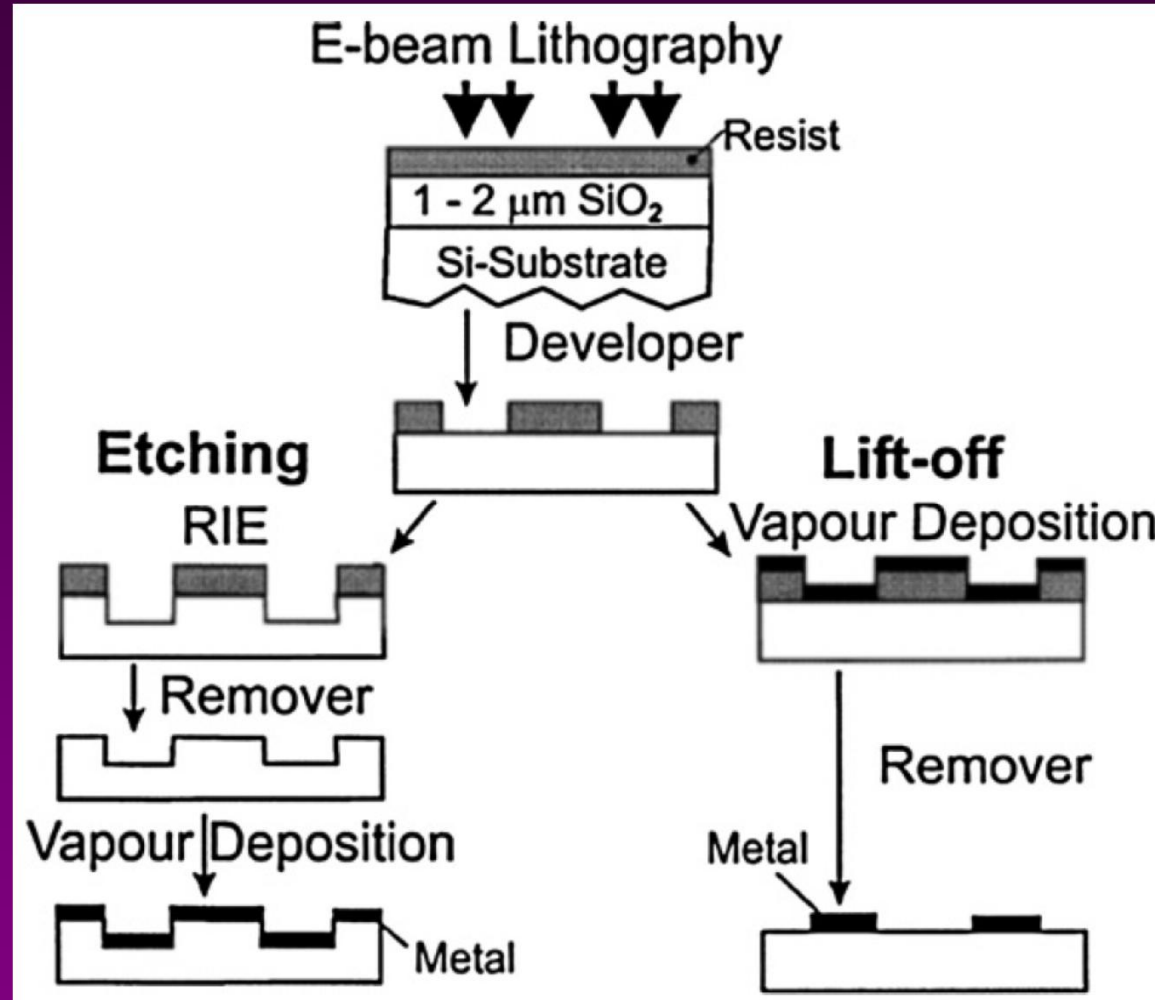 E-beam Lithography
Resist
1 - 2 μm SiO₂
Si-Substrate
Developer
Etching
RIE
Remover
Vapour Deposition
Metal
Lift-off
Vapour Deposition
Remover
Metal